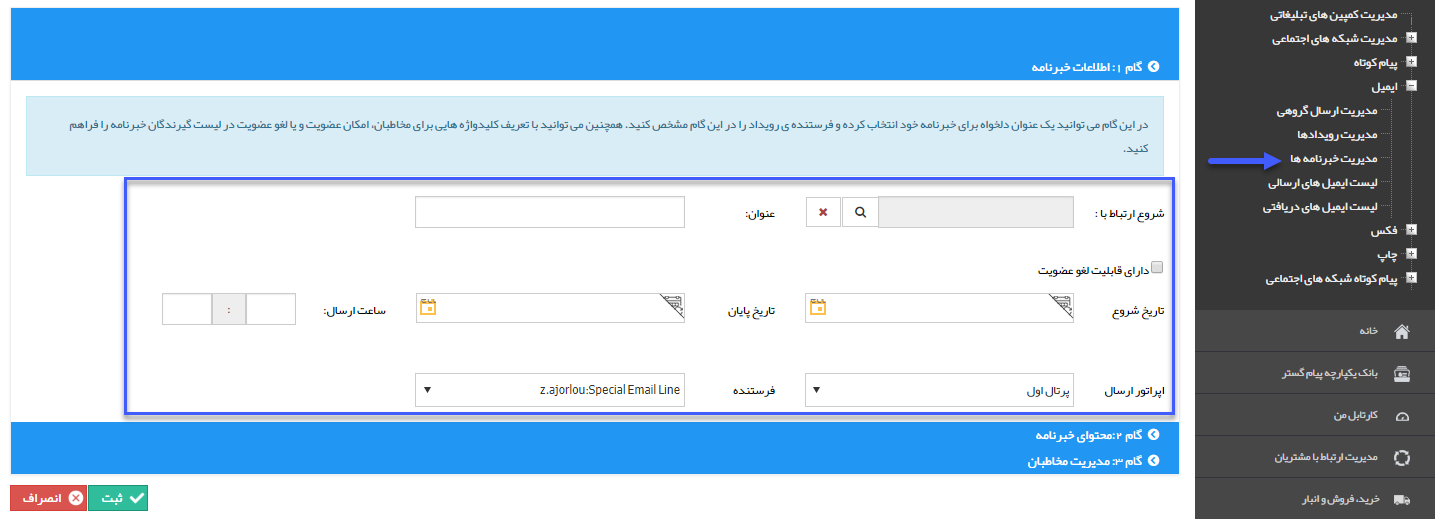 مدیریت کمپین های تبلیغاتی
مدیریت شبکه های اجتماعی
پیام کوتاه
ایمیل
مدیریت ارسال گروهی
مدیریت رویدادها
مدیریت خبرنامه ها
لیست ایمیل های ارسالی
لیست ایمیل های دریافتی
فکس
چاپ
پیام کوتاه شبکه های اجتماعی
خانه
بانک یکپارچه پیام گستر
کارتابل من
مدیریت ارتباط با مشتریان
خرید، فروش و انبار
گام ۱: اطلاعات خبرنامه
در این گام می توانید یک عنوان دلخواه برای خبرنامه خود انتخاب کرده و فرستنده ی رویداد را در این گام مشخص کنید. همچنین می توانید با تعریف کلیدواژه هایی برای مخاطبان، امکان عضویت و یا لغو عضویت در لیست گیرندگان خبرنامه را فراهم
کنید.
شروع ارتباط با : عنوان:
دارای قابلیت لغو عضویت
تاریخ شروع تاریخ پایان ساعت ارسال: :
اپراتور ارسال پرتال اول فرستنده z.ajorlou:Special Email Line
گام ۲:محتوای خبرنامه
گام ۳: مدیریت مخاطبان
ثبت انصراف